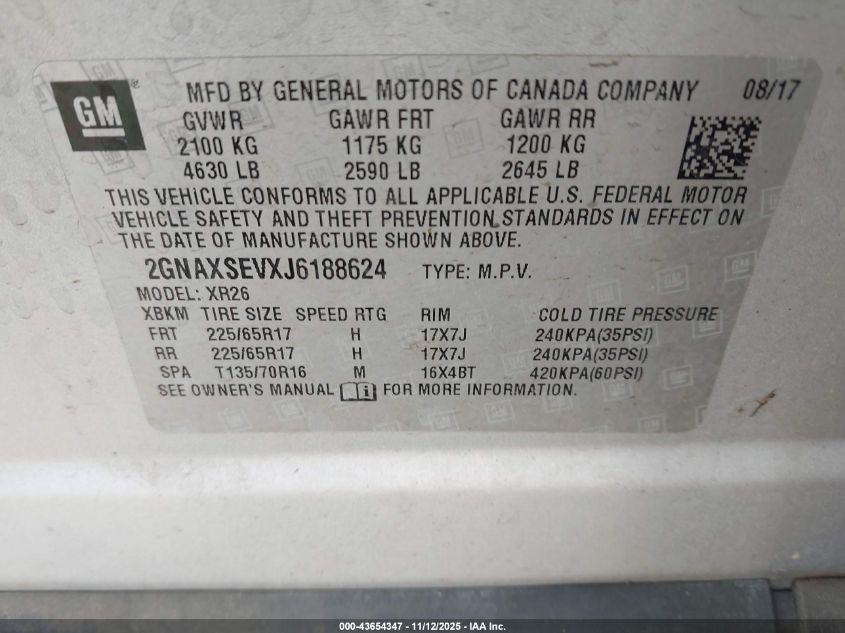 GM MFD BY GENERAL MOTORS OF CANADA COMPANY 08/17
GVWR GAWR FRT GAWR RR
2100 KG 1175 KG 1200 KG
4630 LB 2590 LB 2645 LB
THIS VEHICLE CONFORMS TO ALL APPLICABLE U.S. FEDERAL MOTOR
VEHICLE SAFETY AND THEFT PREVENTION STANDARDS IN EFFECT ON
THE DATE OF MANUFACTURE SHOWN ABOVE.
2GNAXSEVXJ6188624 TYPE: M.P.V.
MODEL: XR26
XBKM TIRE SIZE SPEED RTG RIM COLD TIRE PRESSURE
FRT 225/65R17 H 17X7J 240KPA(35PSI)
RR 225/65R17 H 17X7J 240KPA(35PSI)
SPA T135/70R16 M 16X4BT 420KPA(60PSI)
SEE OWNER'S MANUAL i FOR MORE INFORMATION.
000-43654347 - 11/12/2025 - IAA Inc.